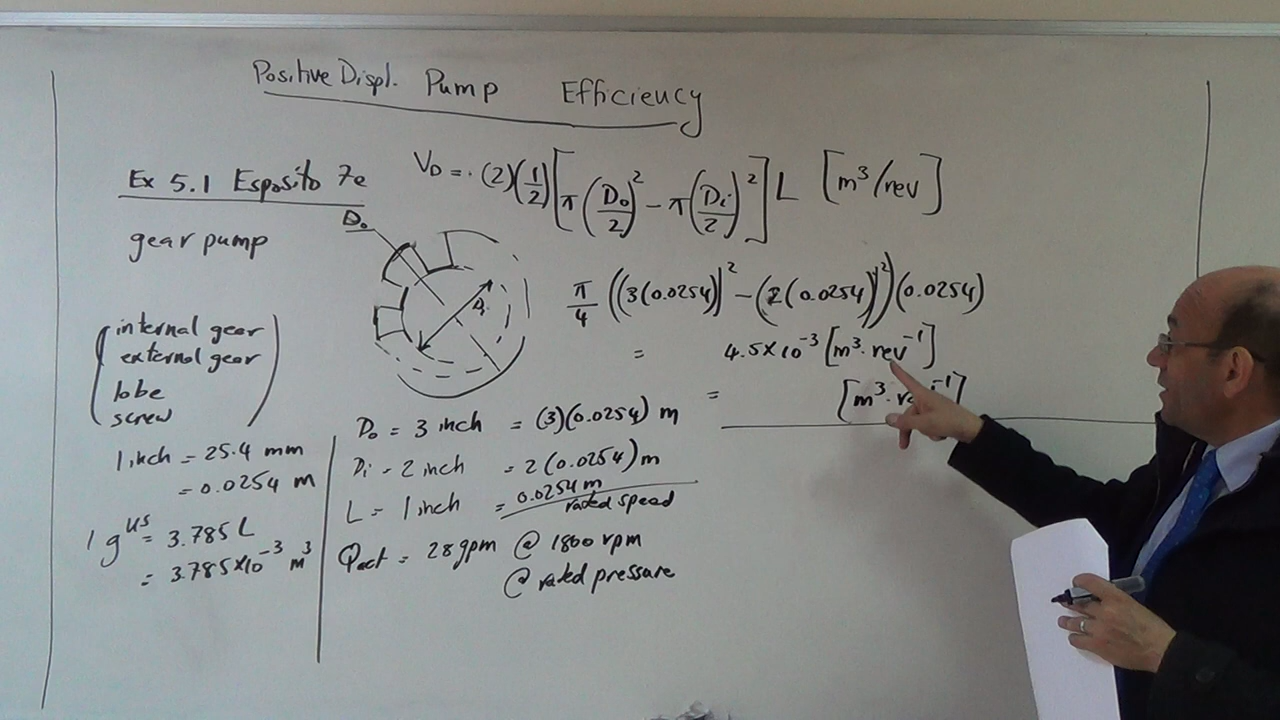 Positive Displ. Pump Efficiency
Ex 5.1 Esposito 7e
gear pump
V_D = (2)(1/2)[π(D_o/2)^2 − π(D_i/2)^2] L [m^3/rev]
D_o
D_i
π/4 ((3(0.0254))^2 − (2(0.0254))^2)(0.0254)
= 4.5×10^-3 [m^3·rev^-1]
= [m^3·
(internal gear
external gear
lobe
screw)
1 inch = 25.4 mm
= 0.0254 m
1 g^US = 3.785 L
= 3.785×10^-3 m^3
D_o = 3 inch = (3)(0.0254) m
D_i = 2 inch = 2(0.0254) m
L = 1 inch = 0.0254 m
rated speed
Q_act = 28 gpm @ 1800 rpm
@ rated pressure